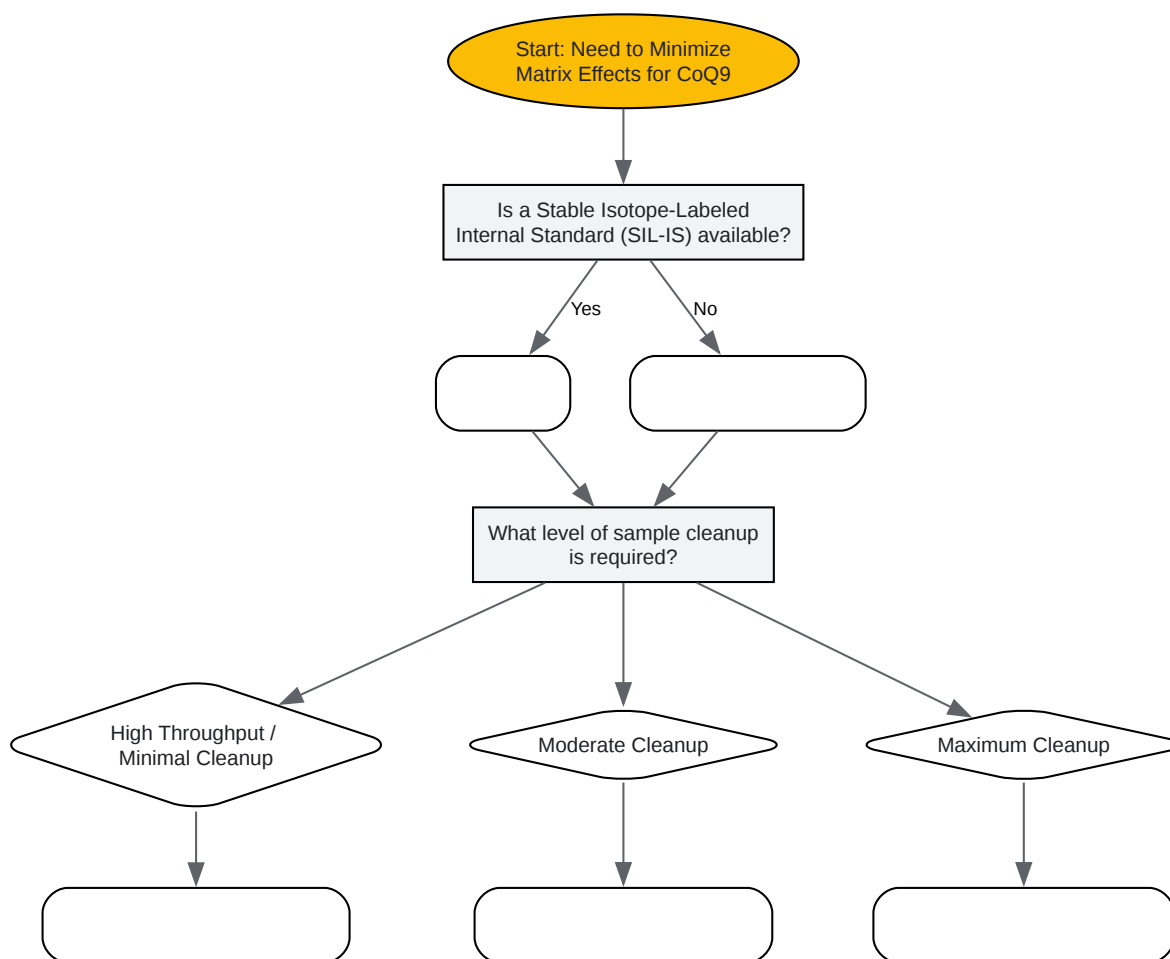 Start: Need to Minimize
Matrix Effects for CoQ9
Is a Stable Isotope-Labeled
Internal Standard (SIL-IS) available?
Yes
No
What level of sample cleanup
is required?
High Throughput /
Minimal Cleanup
Moderate Cleanup
Maximum Cleanup